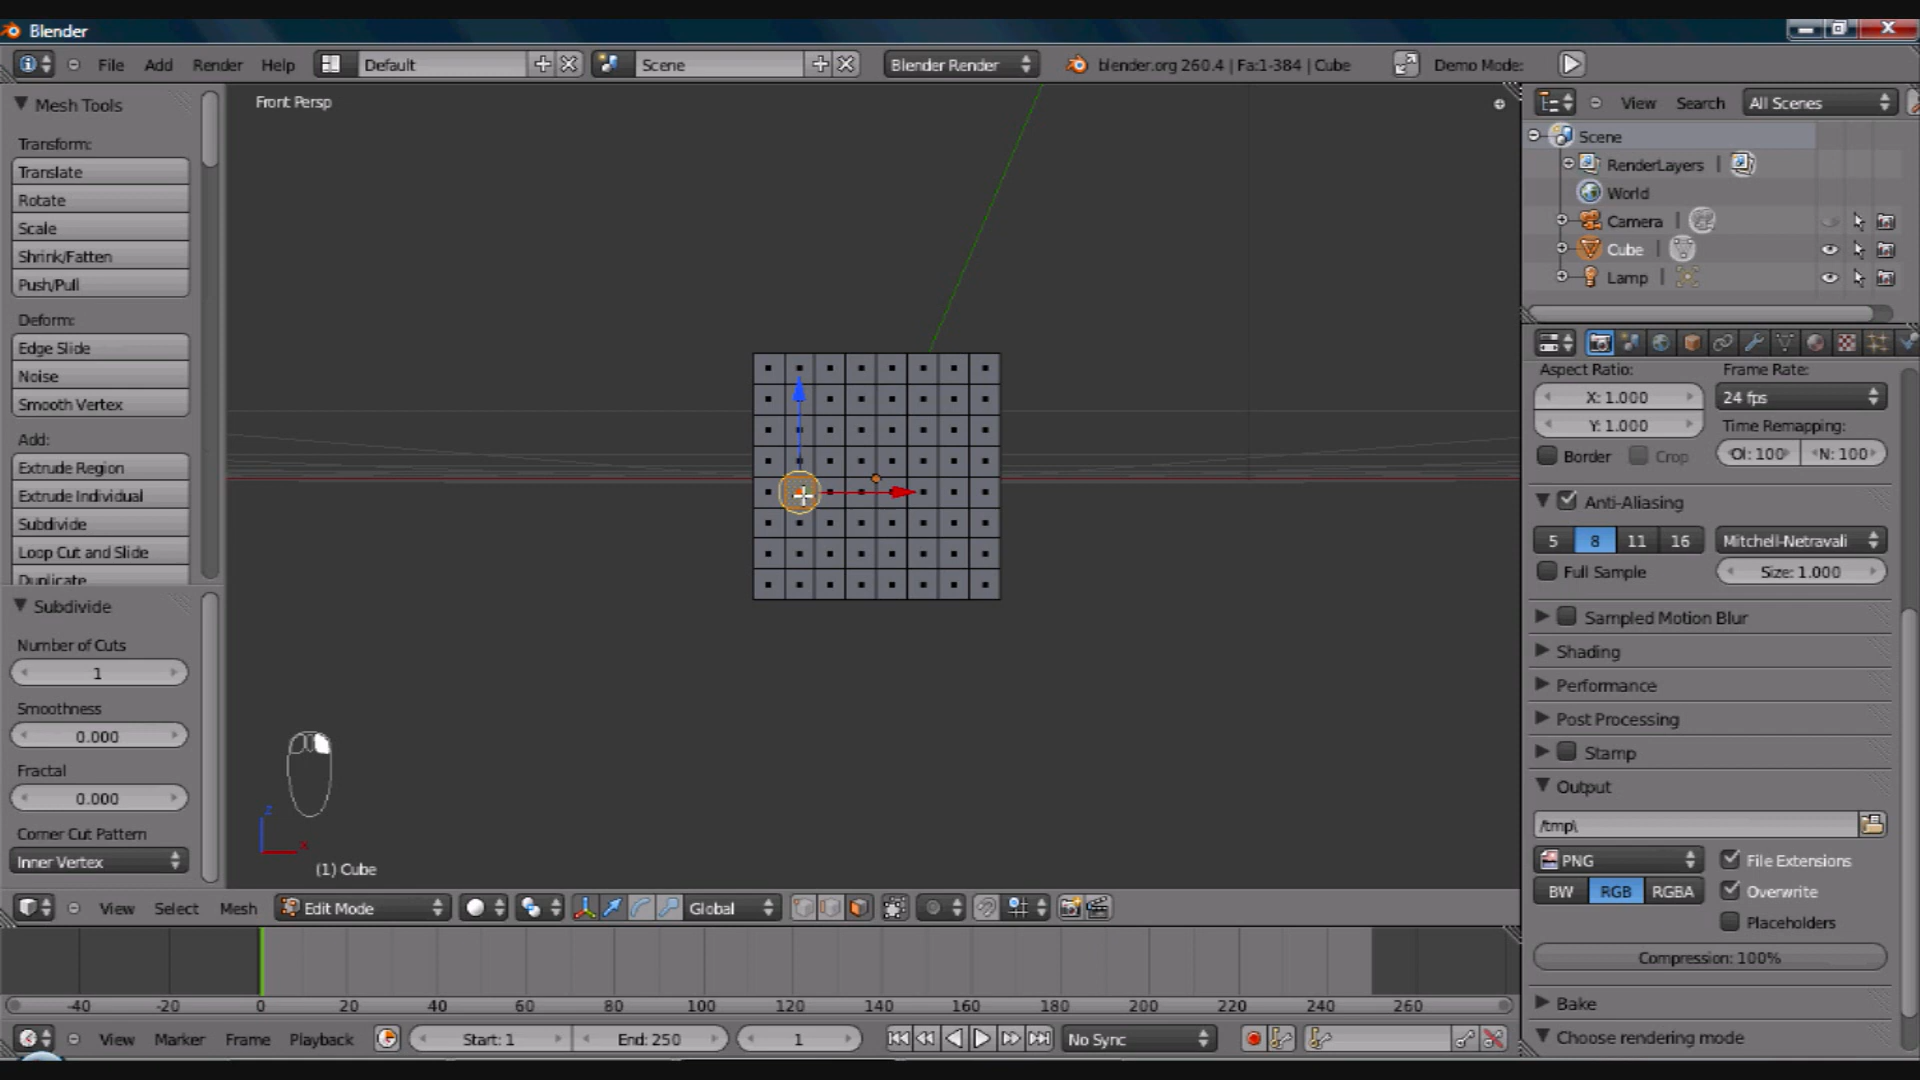 Blender
File Add Render Help Default Scene Blender Render blender.org 260.4 | Fa:1-384 | Cube Demo Mode:
Mesh Tools
Transform:
Translate
Rotate
Scale
Shrink/Fatten
Push/Pull
Deform:
Edge Slide
Noise
Smooth Vertex
Add:
Extrude Region
Extrude Individual
Subdivide
Loop Cut and Slide
Duplicate
Subdivide
Number of Cuts
1
Smoothness
0.000
Fractal
0.000
Corner Cut Pattern
Inner Vertex
Front Persp
z
x
(1) Cube
View Select Mesh Edit Mode Global
-40 -20 0 20 40 60 80 100 120 140 160 180 200 220 240 260
View Marker Frame Playback Start: 1 End: 250 1 No Sync
View Search All Scenes
Scene
RenderLayers |
World
Camera |
Cube |
Lamp |
Aspect Ratio: Frame Rate:
X: 1.000 24 fps
Y: 1.000 Time Remapping:
Border Crop Ol: 100 N: 100
Anti-Aliasing
5 8 11 16 Mitchell-Netravali
Full Sample Size: 1.000
Sampled Motion Blur
Shading
Performance
Post Processing
Stamp
Output
/tmp\
PNG File Extensions
BW RGB RGBA Overwrite
Placeholders
Compression: 100%
Bake
Choose rendering mode